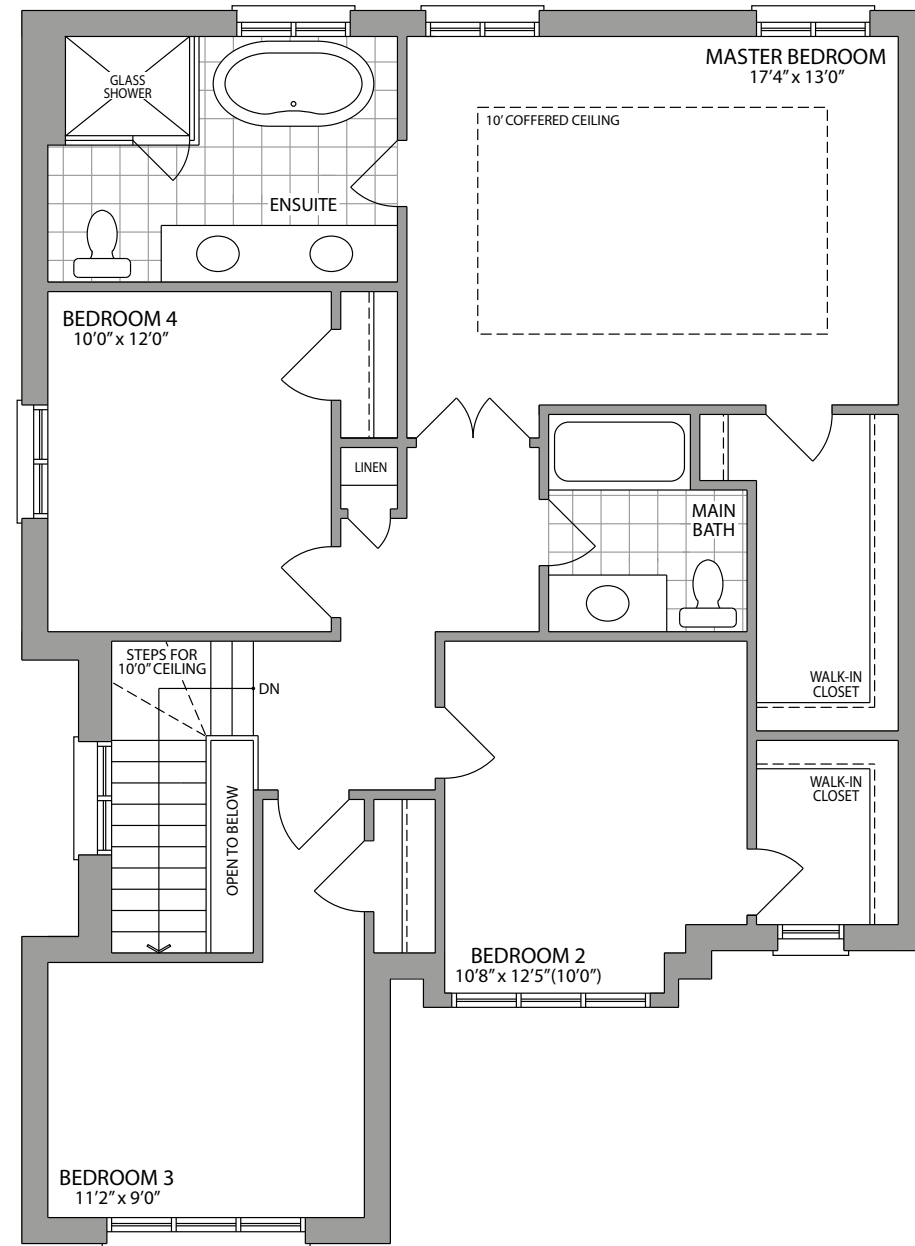 GLASS
SHOWER
MASTER BEDROOM
17'4" x 13'0"
10' COFFERED CEILING
ENSUITE
BEDROOM 4
10'0" x 12'0"
LINEN
MAIN
BATH
STEPS FOR
10'0" CEILING
DN
WALK-IN
CLOSET
WALK-IN
CLOSET
OPEN TO BELOW
BEDROOM 2
10'8" x 12'5" (10'0")
BEDROOM 3
11'2" x 9'0"